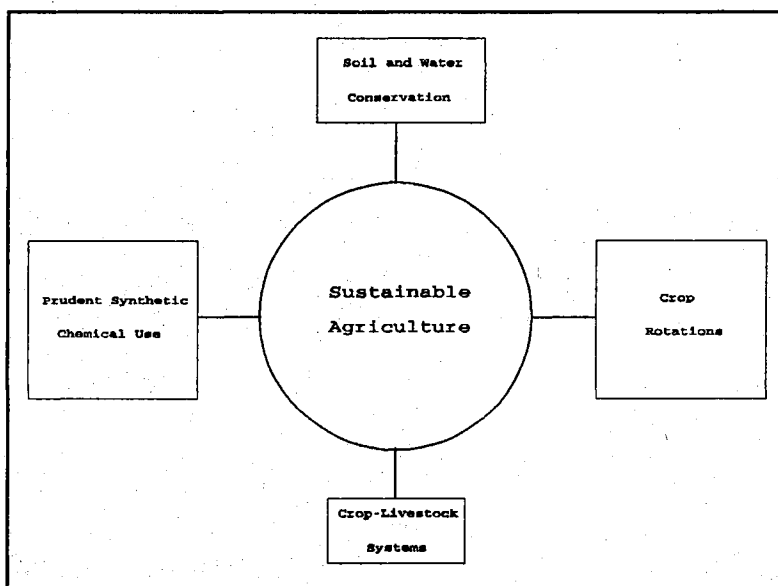 Soil and Water
Conservation
Prudent Synthetic
Chemical Use
Sustainable
Agriculture
Crop
Rotations
Crop-Livestock
Systems